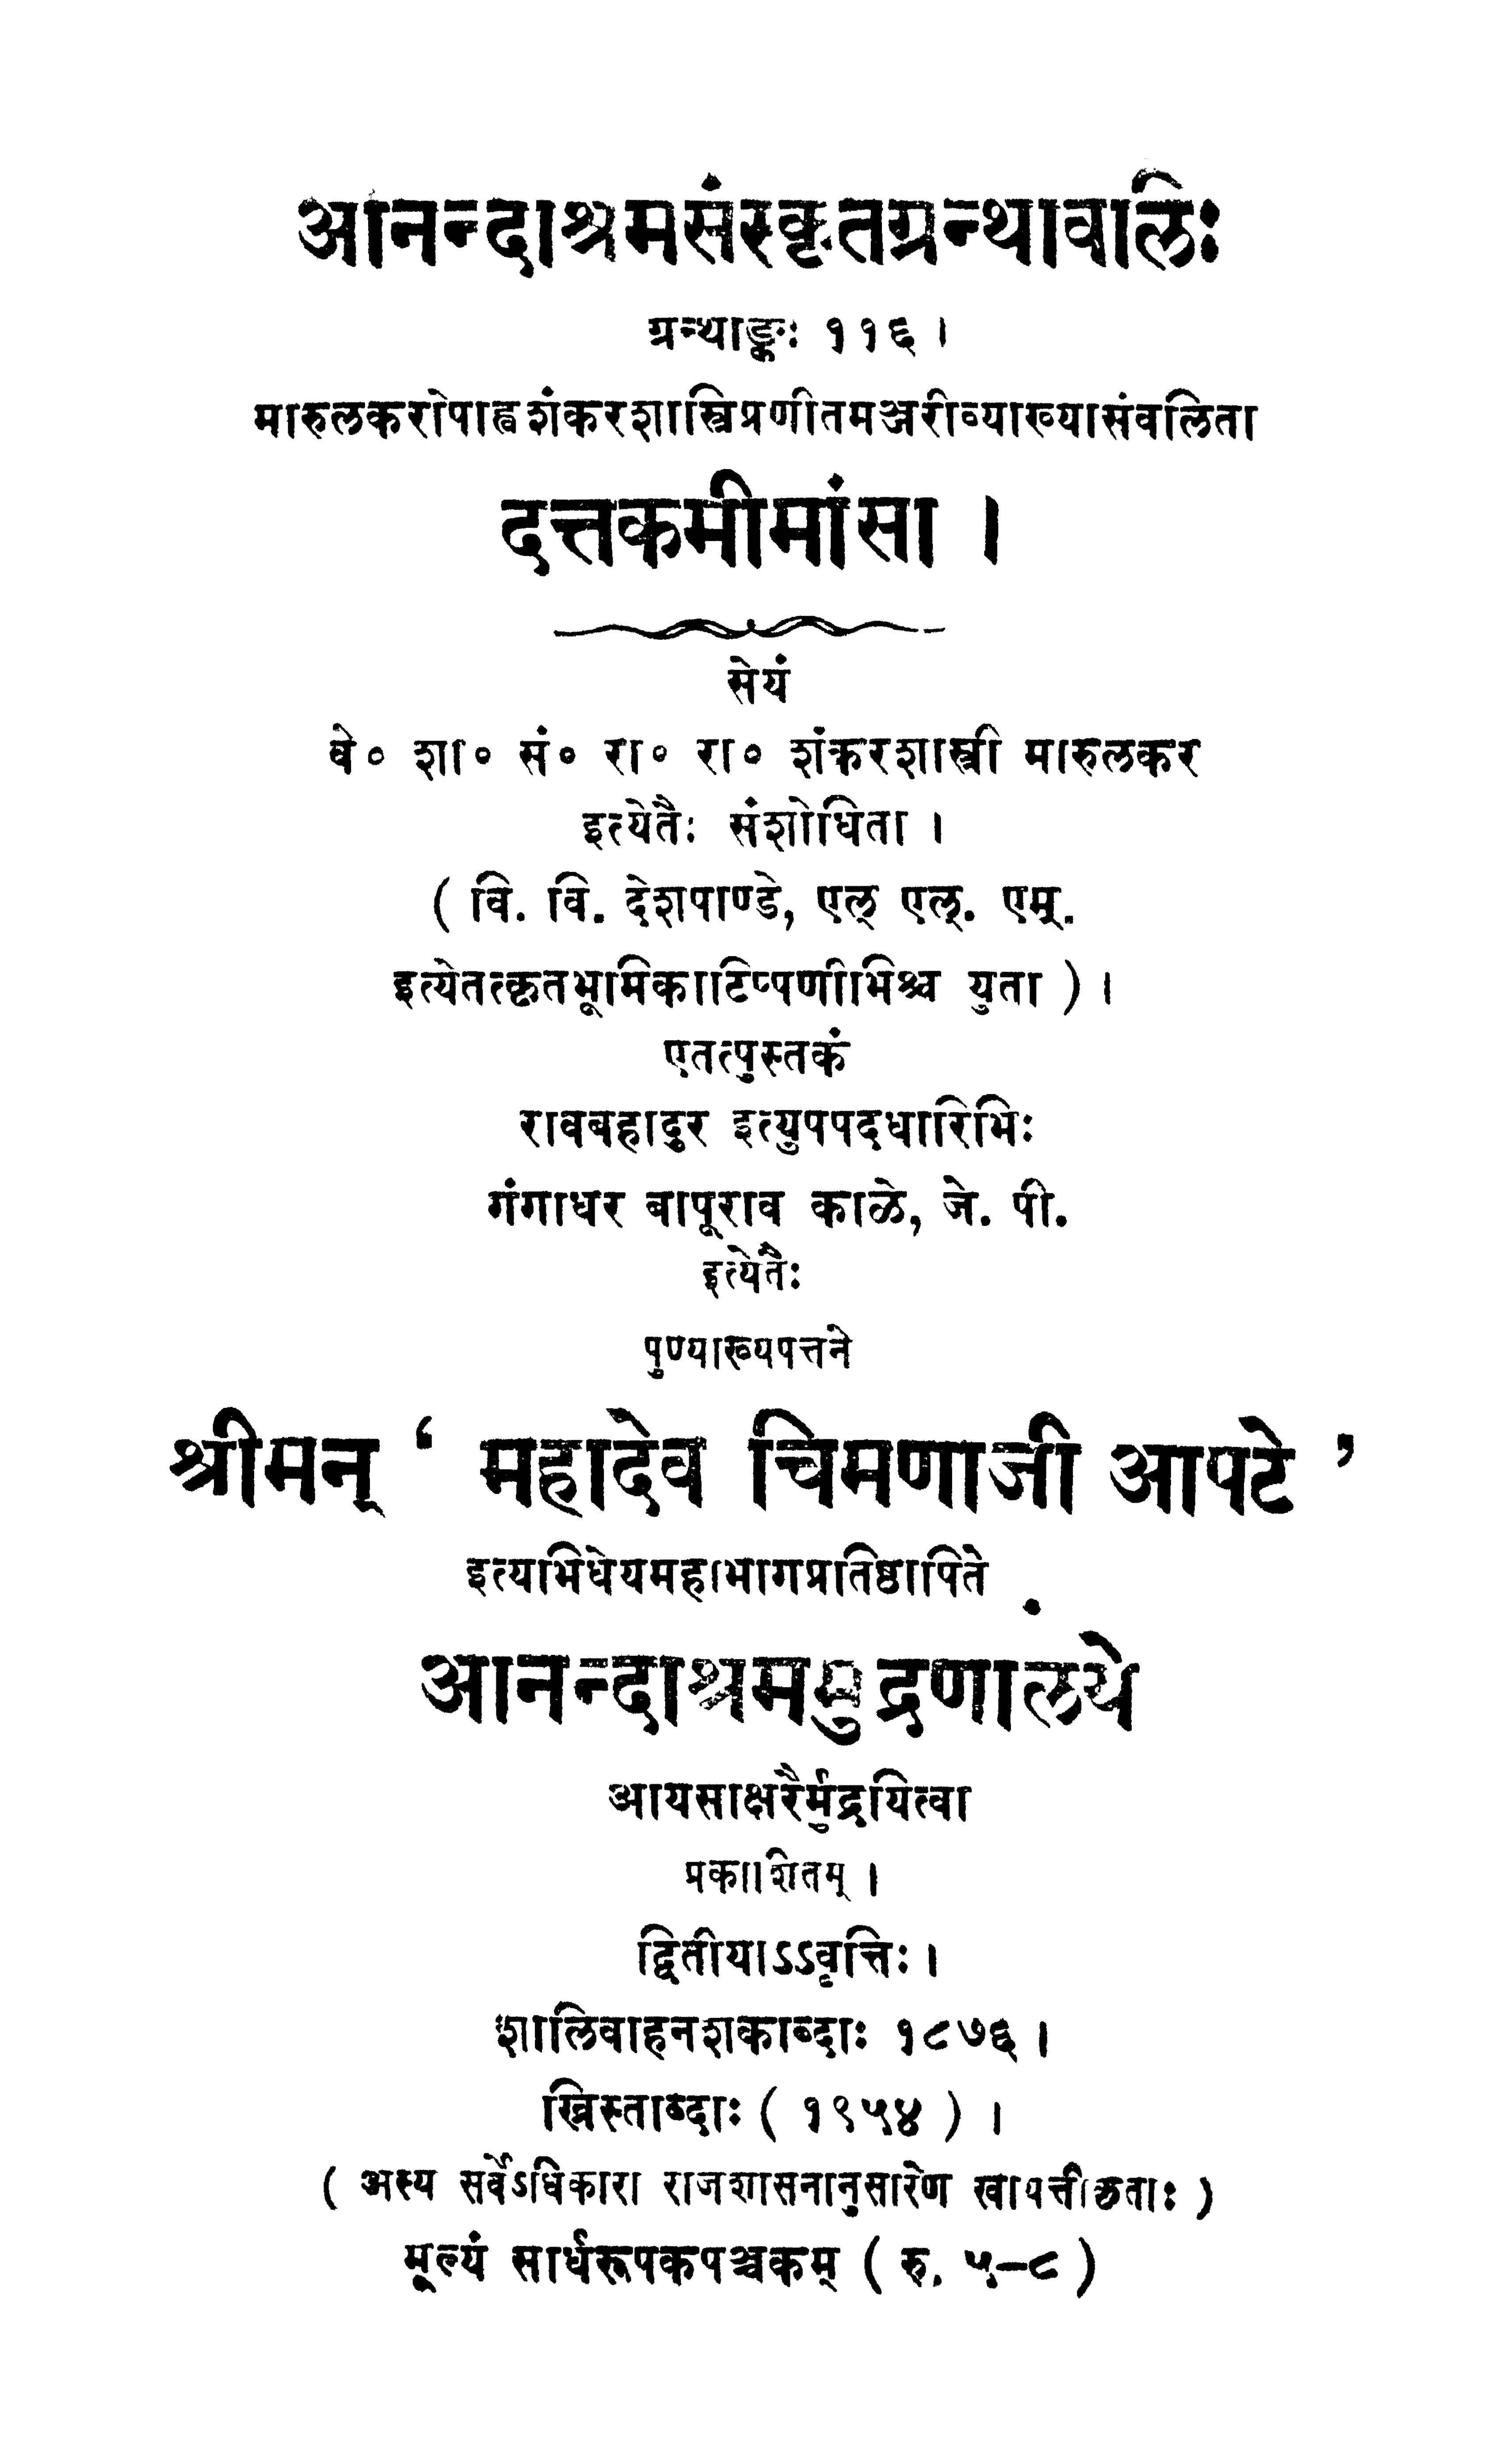 आनन्दाश्रमसंस्कृतग्रन्थावलिः
ग्रन्थाङ्कः ११६ ।
मारुलकरोपाह्वशंकरशास्त्रिप्रणीतमञ्जरीव्याख्यासंवलिता
दत्तकमीमांसा ।
सेयं
वे० शा० सं० रा० रा० शंकरशास्त्री मारुलकर
इत्येतैः संशोधिता ।
( वि. वि. देशपाण्डे, एल् एल्. एम्.
इत्येतत्कृतभूमिकाटिप्पणीभिश्च युता ) ।
एतत्पुस्तकं
रावबहादुर इत्युपपदधारिभिः
गंगाधर बापूराव काळे, जे. पी.
इत्येतैः
पुण्याख्यपत्तने
श्रीमन् ‘ महादेव चिमणाजी आपटे ’
इत्यभिधेयमहाभागप्रतिष्ठापिते
आनन्दाश्रममुद्रणालये
आयसाक्षरैर्मुद्रयित्वा
प्रकाशितम् ।
द्वितीयाऽऽवृत्तिः ।
शालिवाहनशकाब्दाः १८७६ ।
ख्रिस्ताब्दाः ( १९५४ ) ।
( अस्य सर्वेऽधिकारा राजशासनानुसारेण स्वायत्तीकृताः )
मूल्यं सार्धरूपकपञ्चकम् ( रु. ५-८ )